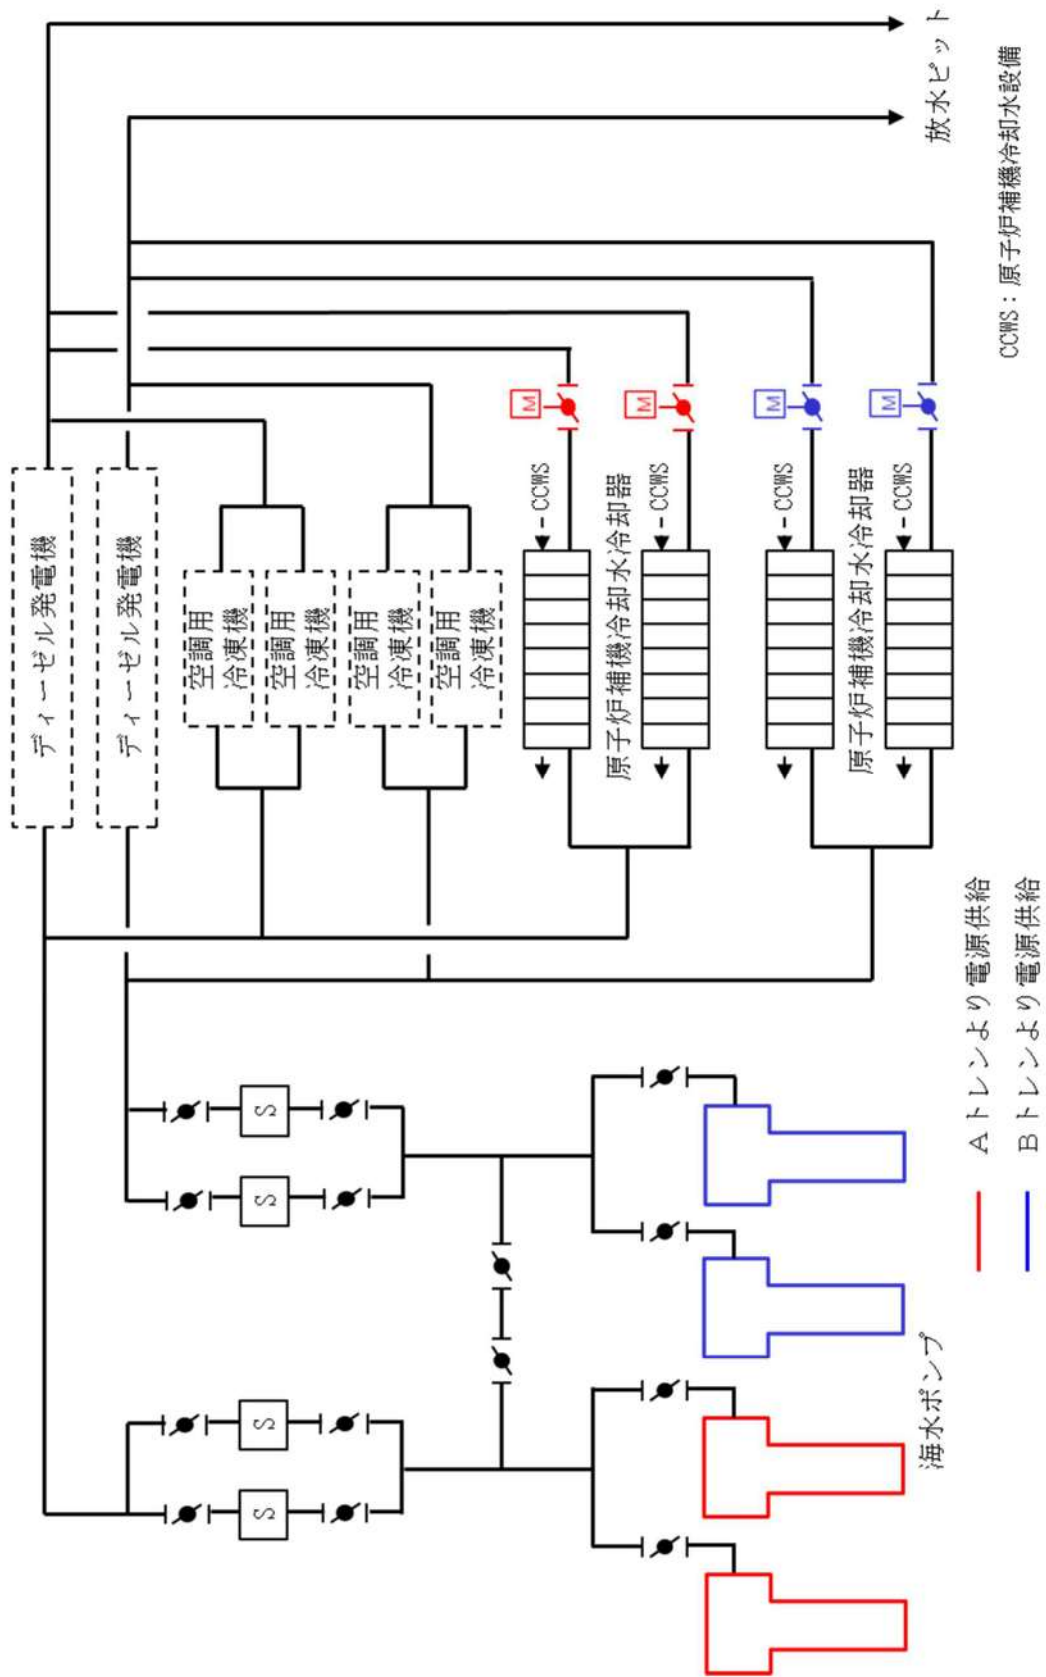 ディーゼル発電機
ディーゼル発電機
空調用
冷凍機
空調用
冷凍機
空調用
冷凍機
空調用
冷凍機
CCWS
原子炉補機冷却水冷却器
CCWS
CCWS
原子炉補機冷却水冷却器
CCWS
M
M
M
M
S
S
S
S
海水ポンプ
放水ピット
CCWS：原子炉補機冷却水設備
Aトレンより電源供給
Bトレンより電源供給